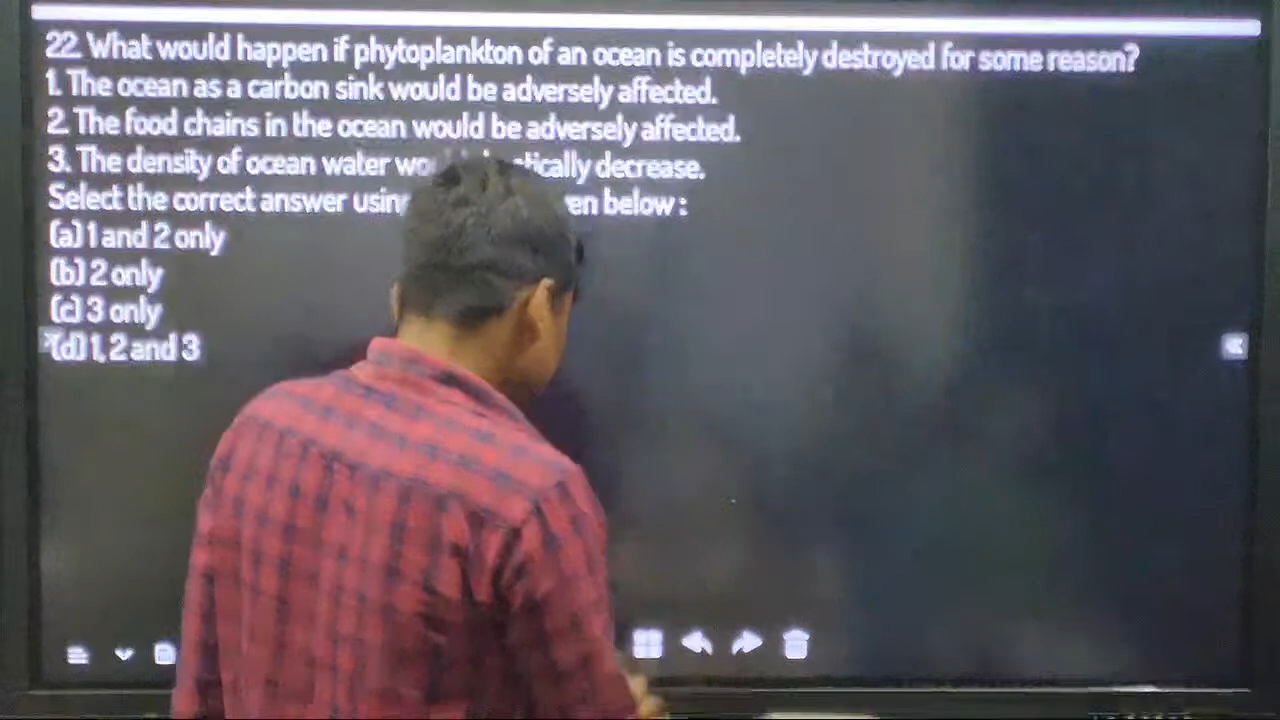 22. What would happen if phytoplankton of an ocean is completely destroyed for some reason?
1. The ocean as a carbon sink would be adversely affected.
2. The food chains in the ocean would be adversely affected.
3. The density of ocean water decrease.
Select the correct answer below :
(a) 1 and 2 only
(b) 2 only
(c) 3 only
(d) 1, 2 and 3